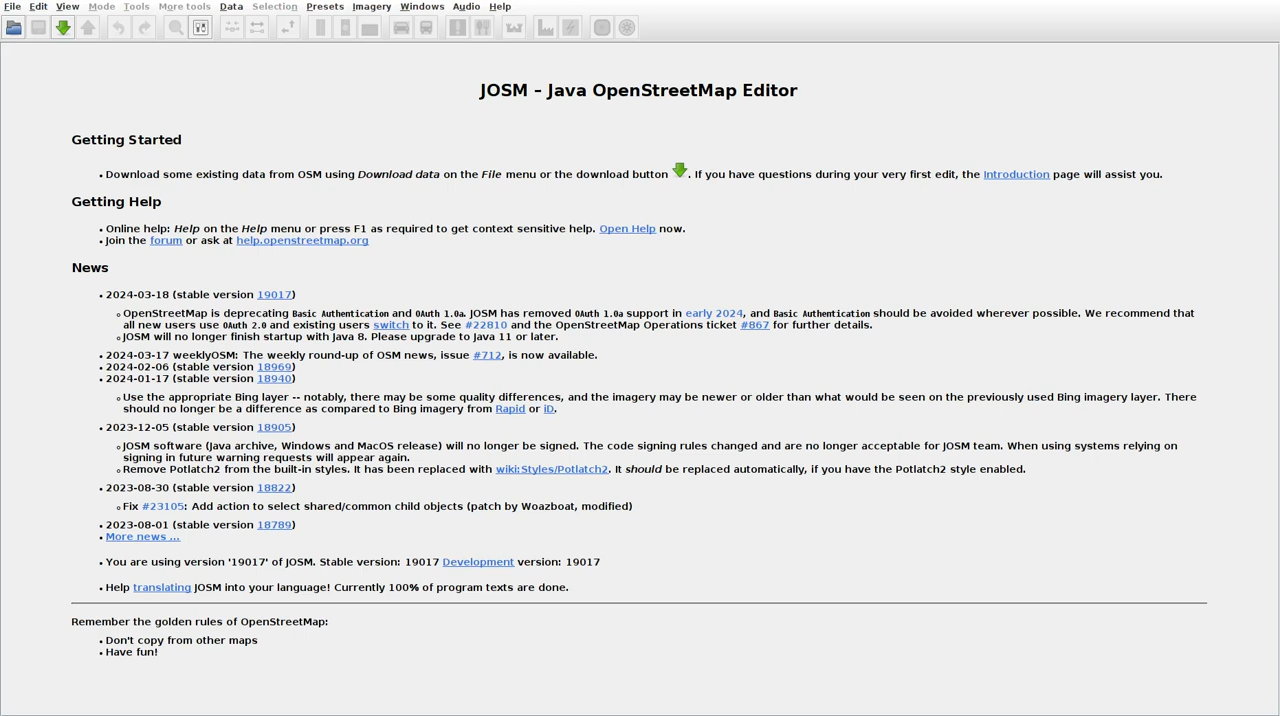 File Edit View Mode Tools More tools Data Selection Presets Imagery Windows Audio Help
JOSM – Java OpenStreetMap Editor
Getting Started
• Download some existing data from OSM using Download data on the File menu or the download button . If you have questions during your very first edit, the Introduction page will assist you.
Getting Help
• Online help: Help on the Help menu or press F1 as required to get context sensitive help. Open Help now.
• Join the forum or ask at help.openstreetmap.org
News
• 2024-03-18 (stable version 19017)
◦ OpenStreetMap is deprecating Basic Authentication and OAuth 1.0a. JOSM has removed OAuth 1.0a support in early 2024, and Basic Authentication should be avoided wherever possible. We recommend that
all new users use OAuth 2.0 and existing users switch to it. See #22810 and the OpenStreetMap Operations ticket #867 for further details.
◦ JOSM will no longer finish startup with Java 8. Please upgrade to Java 11 or later.
• 2024-03-17 weeklyOSM: The weekly round-up of OSM news, issue #712, is now available.
• 2024-02-06 (stable version 18969)
• 2024-01-17 (stable version 18940)
◦ Use the appropriate Bing layer -- notably, there may be some quality differences, and the imagery may be newer or older than what would be seen on the previously used Bing imagery layer. There
should no longer be a difference as compared to Bing imagery from Rapid or iD.
• 2023-12-05 (stable version 18905)
◦ JOSM software (Java archive, Windows and MacOS release) will no longer be signed. The code signing rules changed and are no longer acceptable for JOSM team. When using systems relying on
signing in future warning requests will appear again.
◦ Remove Potlatch2 from the built-in styles. It has been replaced with wiki:Styles/Potlatch2. It should be replaced automatically, if you have the Potlatch2 style enabled.
• 2023-08-30 (stable version 18822)
◦ Fix #23105: Add action to select shared/common child objects (patch by Woazboat, modified)
• 2023-08-01 (stable version 18789)
• More news ...
• You are using version '19017' of JOSM. Stable version: 19017 Development version: 19017
• Help translating JOSM into your language! Currently 100% of program texts are done.
Remember the golden rules of OpenStreetMap:
• Don't copy from other maps
• Have fun!